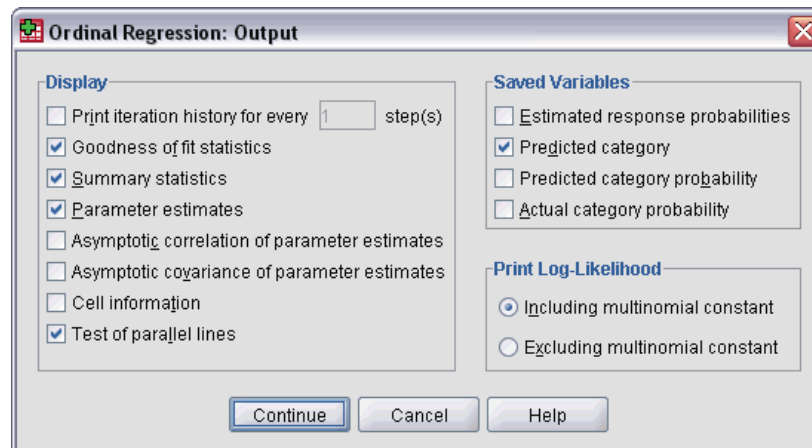 Ordinal Regression: Output
Display
Print iteration history for every 1 step(s)
Goodness of fit statistics
Summary statistics
Parameter estimates
Asymptotic correlation of parameter estimates
Asymptotic covariance of parameter estimates
Cell information
Test of parallel lines
Saved Variables
Estimated response probabilities
Predicted category
Predicted category probability
Actual category probability
Print Log-Likelihood
Including multinomial constant
Excluding multinomial constant
Continue Cancel Help